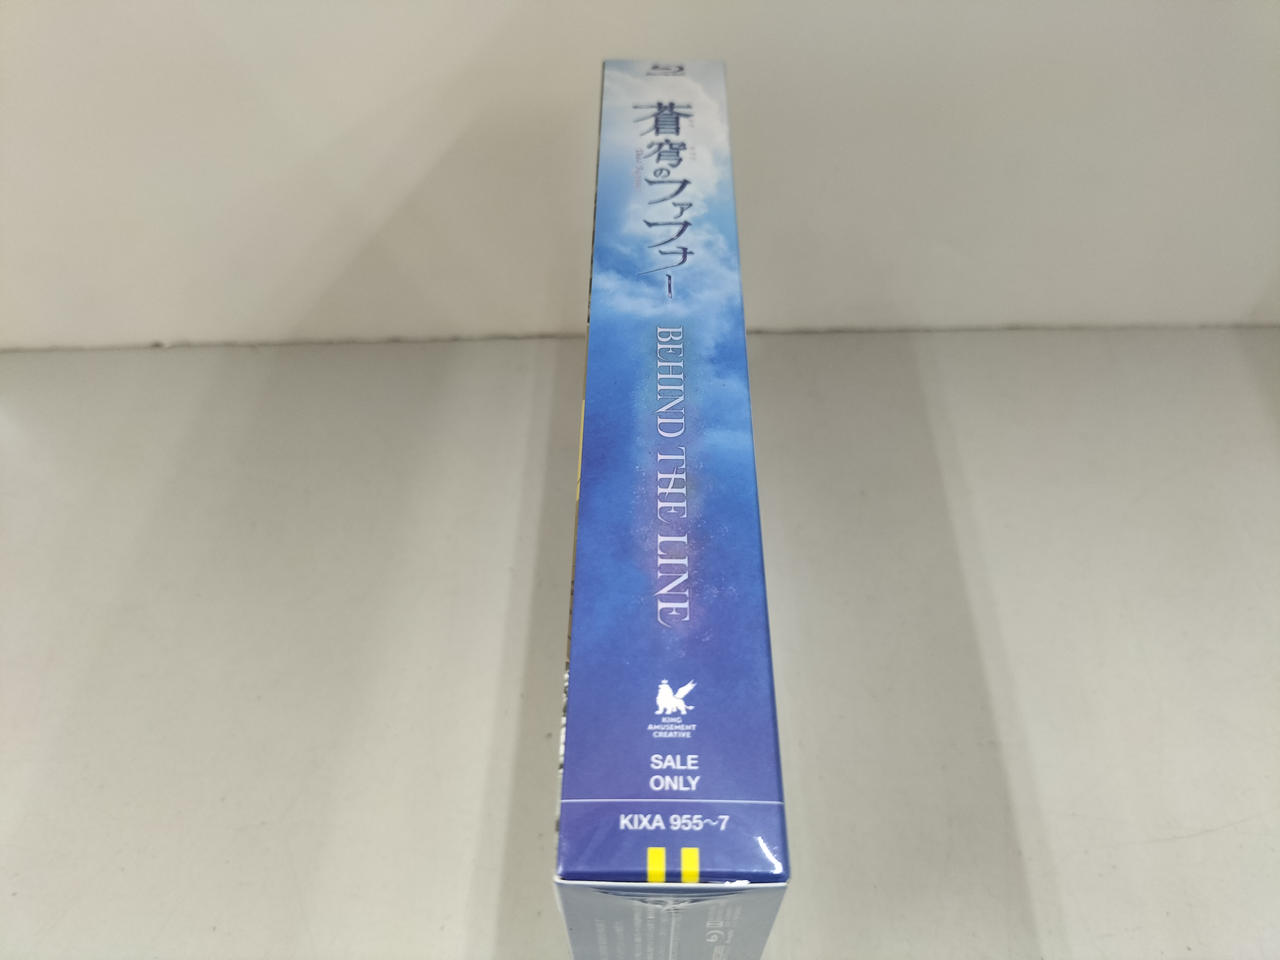 蒼穹のファフナー
BEHIND THE LINE
KING
AMUSEMENT
CREATIVE
SALE
ONLY
KIXA 955～7